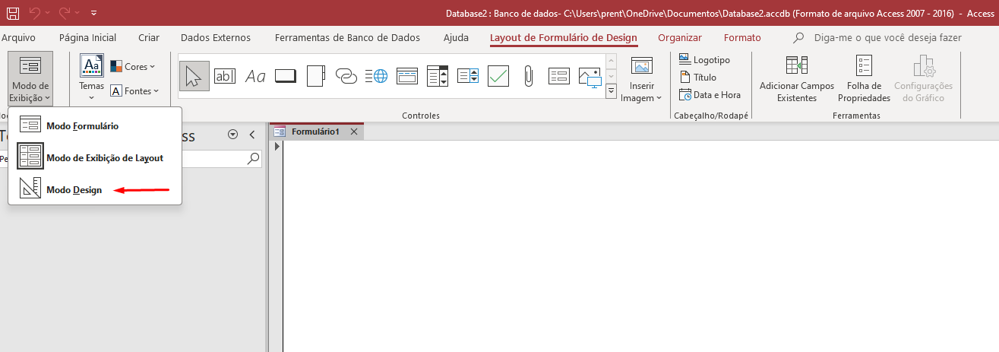 Database2 : Banco de dados- C:\Users\prent\OneDrive\Documentos\Database2.accdb (Formato de arquivo Access 2007 - 2016) - Access
Arquivo Página Inicial Criar Dados Externos Ferramentas de Banco de Dados Ajuda Layout de Formulário de Design Organizar Formato Diga-me o que você deseja fazer
Modo de
Exibição
Aa
Temas
Cores
A Fontes
ab Aa
Controles
Inserir
Imagem
Logotipo
Título
Data e Hora
Cabeçalho/Rodapé
Adicionar Campos
Existentes
Folha de
Propriedades
Configurações
do Gráfico
Ferramentas
Modo Formulário
Modo de Exibição de Layout
Modo Design
Formulário1